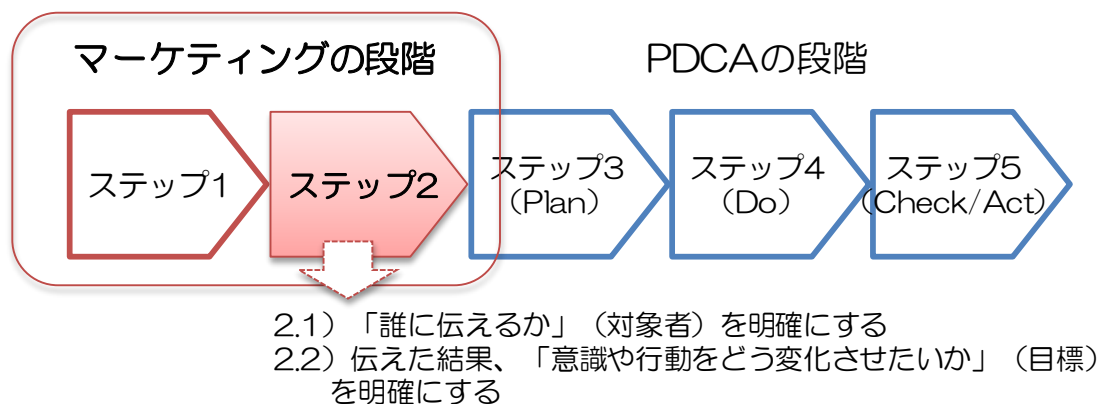 マーケティングの段階
PDCAの段階
ステップ1
ステップ2
ステップ3
（Plan）
ステップ4
（Do）
ステップ5
（Check/Act）
2.1）「誰に伝えるか」（対象者）を明確にする
2.2）伝えた結果、「意識や行動をどう変化させたいか」（目標）
を明確にする